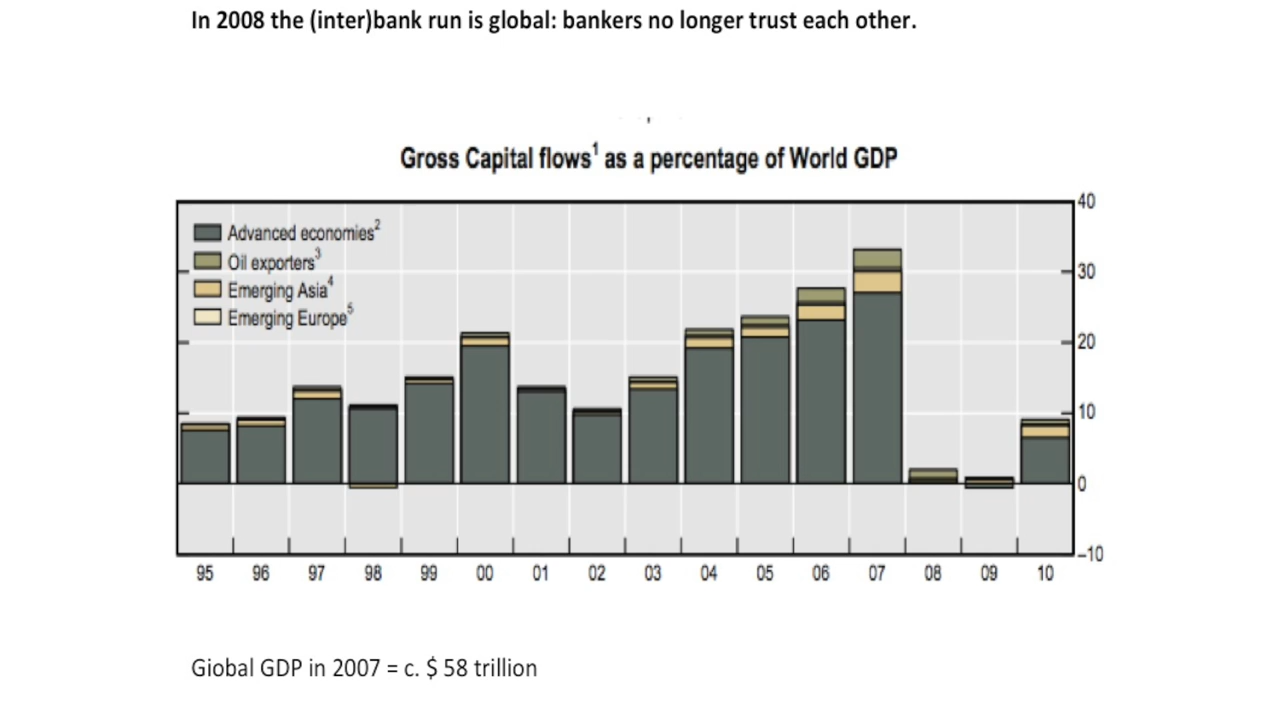 In 2008 the (inter)bank run is global: bankers no longer trust each other.
Gross Capital flows¹ as a percentage of World GDP
Advanced economies²
Oil exporters³
Emerging Asia⁴
Emerging Europe⁵
40
30
20
10
0
–10
95 96 97 98 99 00 01 02 03 04 05 06 07 08 09 10
Giobal GDP in 2007 = c. $ 58 trillion